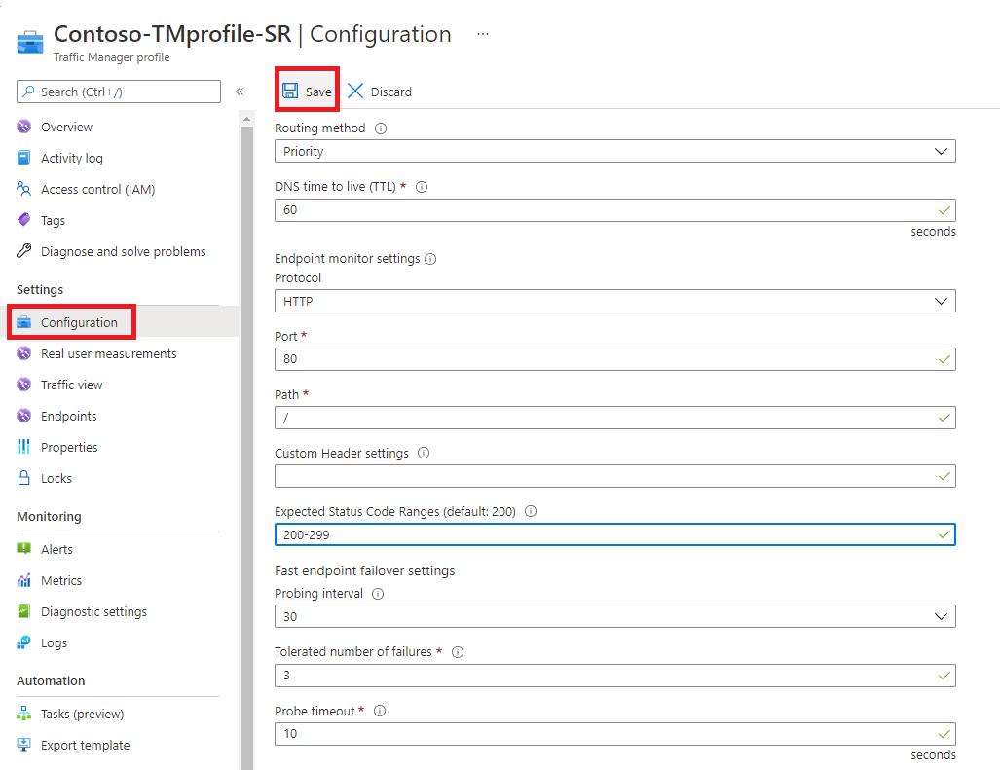 Contoso-TMprofile-SR | Configuration ...
Traffic Manager profile
Search (Ctrl+/)
«
Overview
Activity log
Access control (IAM)
Tags
Diagnose and solve problems
Settings
Configuration
Real user measurements
Traffic view
Endpoints
Properties
Locks
Monitoring
Alerts
Metrics
Diagnostic settings
Logs
Automation
Tasks (preview)
Export template
Save Discard
Routing method
Priority
DNS time to live (TTL) *
60
seconds
Endpoint monitor settings
Protocol
HTTP
Port *
80
Path *
/
Custom Header settings
Expected Status Code Ranges (default: 200)
200-299
Fast endpoint failover settings
Probing interval
30
Tolerated number of failures *
3
Probe timeout *
10
seconds